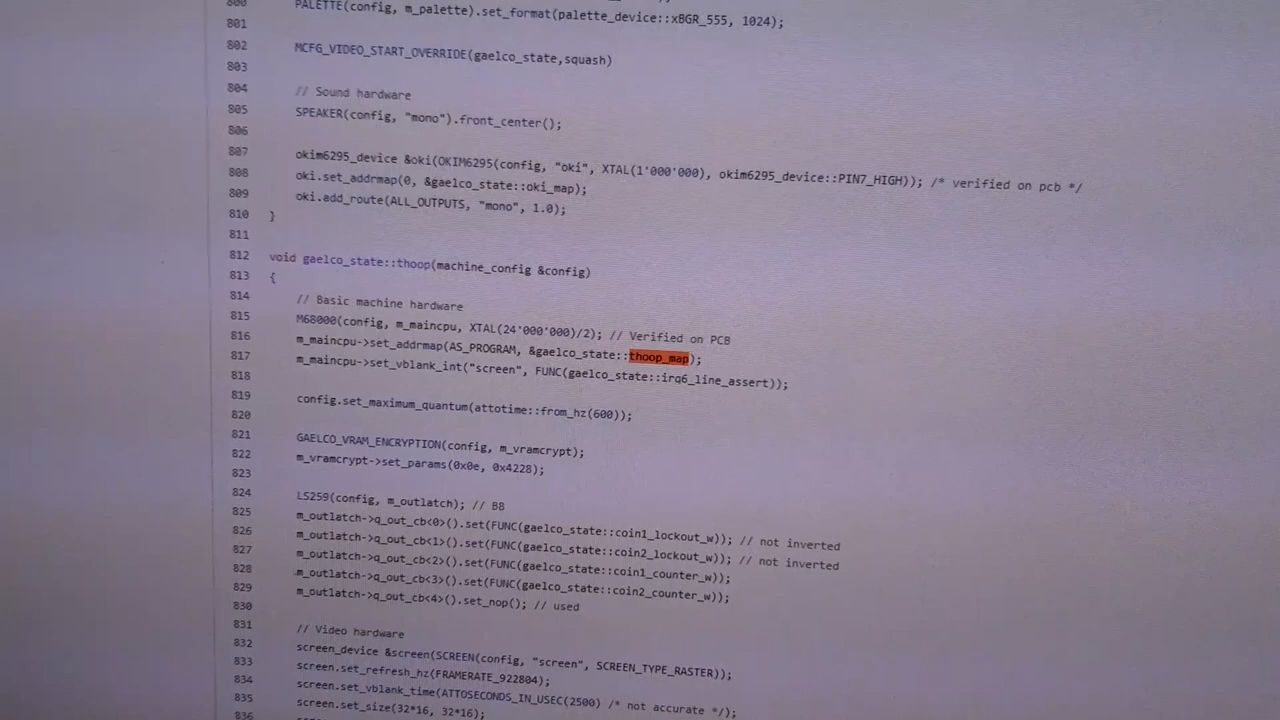 800 PALETTE(config, m_palette).set_format(palette_device::xBGR_555, 1024);
801
802 MCFG_VIDEO_START_OVERRIDE(gaelco_state,squash)
803
804 // Sound hardware
805 SPEAKER(config, "mono").front_center();
806
807 okim6295_device &oki(OKIM6295(config, "oki", XTAL(1'000'000), okim6295_device::PIN7_HIGH)); /* verified on pcb */
808 oki.set_addrmap(0, &gaelco_state::oki_map);
809 oki.add_route(ALL_OUTPUTS, "mono", 1.0);
810 }
811
812 void gaelco_state::thoop(machine_config &config)
813 {
814 // Basic machine hardware
815 M68000(config, m_maincpu, XTAL(24'000'000)/2); // Verified on PCB
816 m_maincpu->set_addrmap(AS_PROGRAM, &gaelco_state::thoop_map);
817 m_maincpu->set_vblank_int("screen", FUNC(gaelco_state::irq6_line_assert));
818
819 config.set_maximum_quantum(attotime::from_hz(600));
820
821 GAELCO_VRAM_ENCRYPTION(config, m_vramcrypt);
822 m_vramcrypt->set_params(0x0e, 0x4228);
823
824 LS259(config, m_outlatch); // B8
825 m_outlatch->q_out_cb<0>().set(FUNC(gaelco_state::coin1_lockout_w)); // not inverted
826 m_outlatch->q_out_cb<1>().set(FUNC(gaelco_state::coin2_lockout_w)); // not inverted
827 m_outlatch->q_out_cb<2>().set(FUNC(gaelco_state::coin1_counter_w));
828 m_outlatch->q_out_cb<3>().set(FUNC(gaelco_state::coin2_counter_w));
829 m_outlatch->q_out_cb<4>().set_nop(); // used
830
831 // Video hardware
832 screen_device &screen(SCREEN(config, "screen", SCREEN_TYPE_RASTER));
833 screen.set_refresh_hz(FRAMERATE_922804);
834 screen.set_vblank_time(ATTOSECONDS_IN_USEC(2500) /* not accurate */);
835 screen.set_size(32*16, 32*16);
836